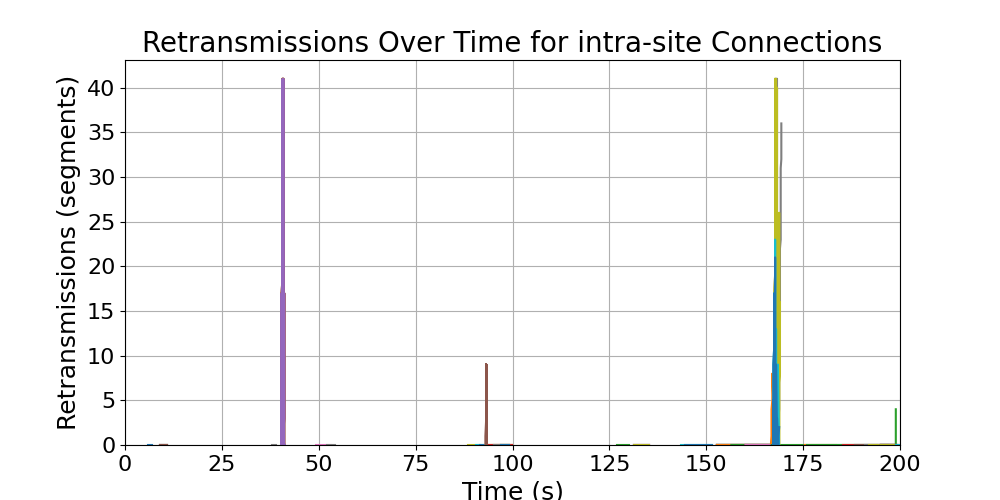 Retransmissions Over Time for intra-site Connections
Retransmissions (segments)
40
35
30
25
20
15
10
5
0
0 25 50 75 100 125 150 175 200
Time (s)